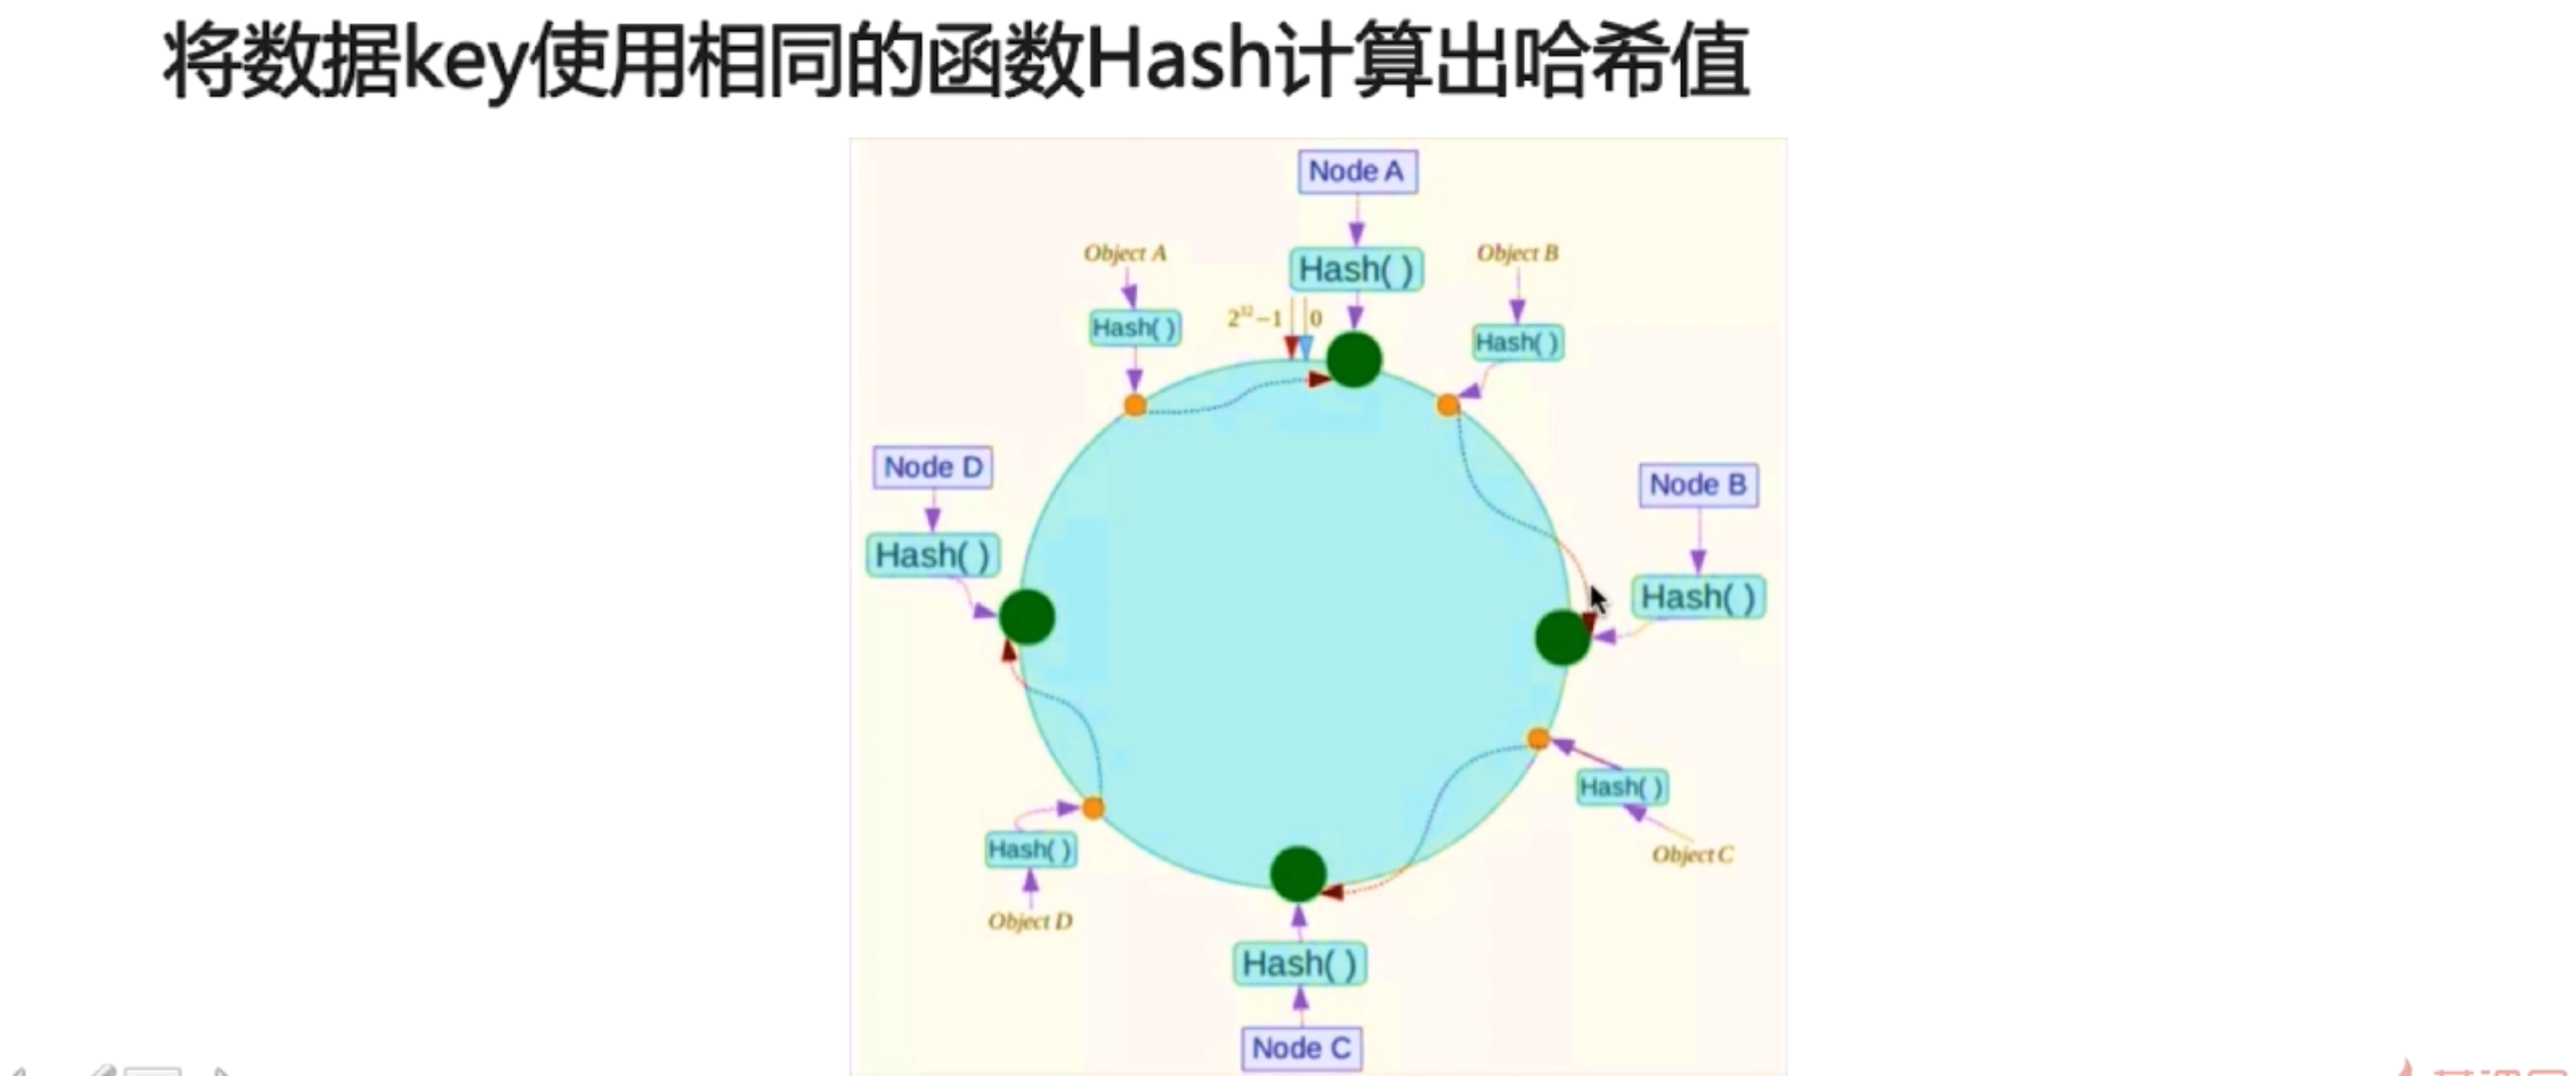 将数据key使用相同的函数Hash计算出哈希值
Node A
Object A
Hash( )
Object B
Hash( )
2³²−1
0
Hash( )
Node D
Node B
Hash( )
Hash( )
Hash( )
Hash( )
Object C
Object D
Hash( )
Node C